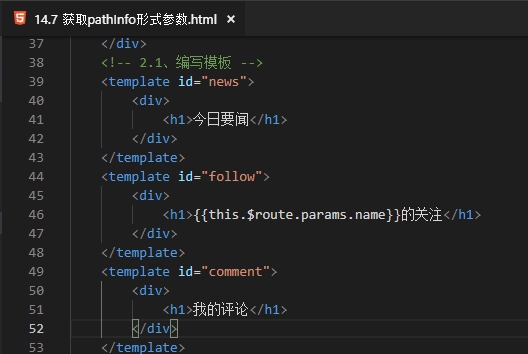 14.7 获取pathInfo形式参数.html ×
37 </div>
38 <!-- 2.1、编写模板 -->
39 <template id="news">
40 <div>
41 <h1>今日要闻</h1>
42 </div>
43 </template>
44 <template id="follow">
45 <div>
46 <h1>{{this.$route.params.name}}的关注</h1>
47 </div>
48 </template>
49 <template id="comment">
50 <div>
51 <h1>我的评论</h1>
52 </div>
53 </template>